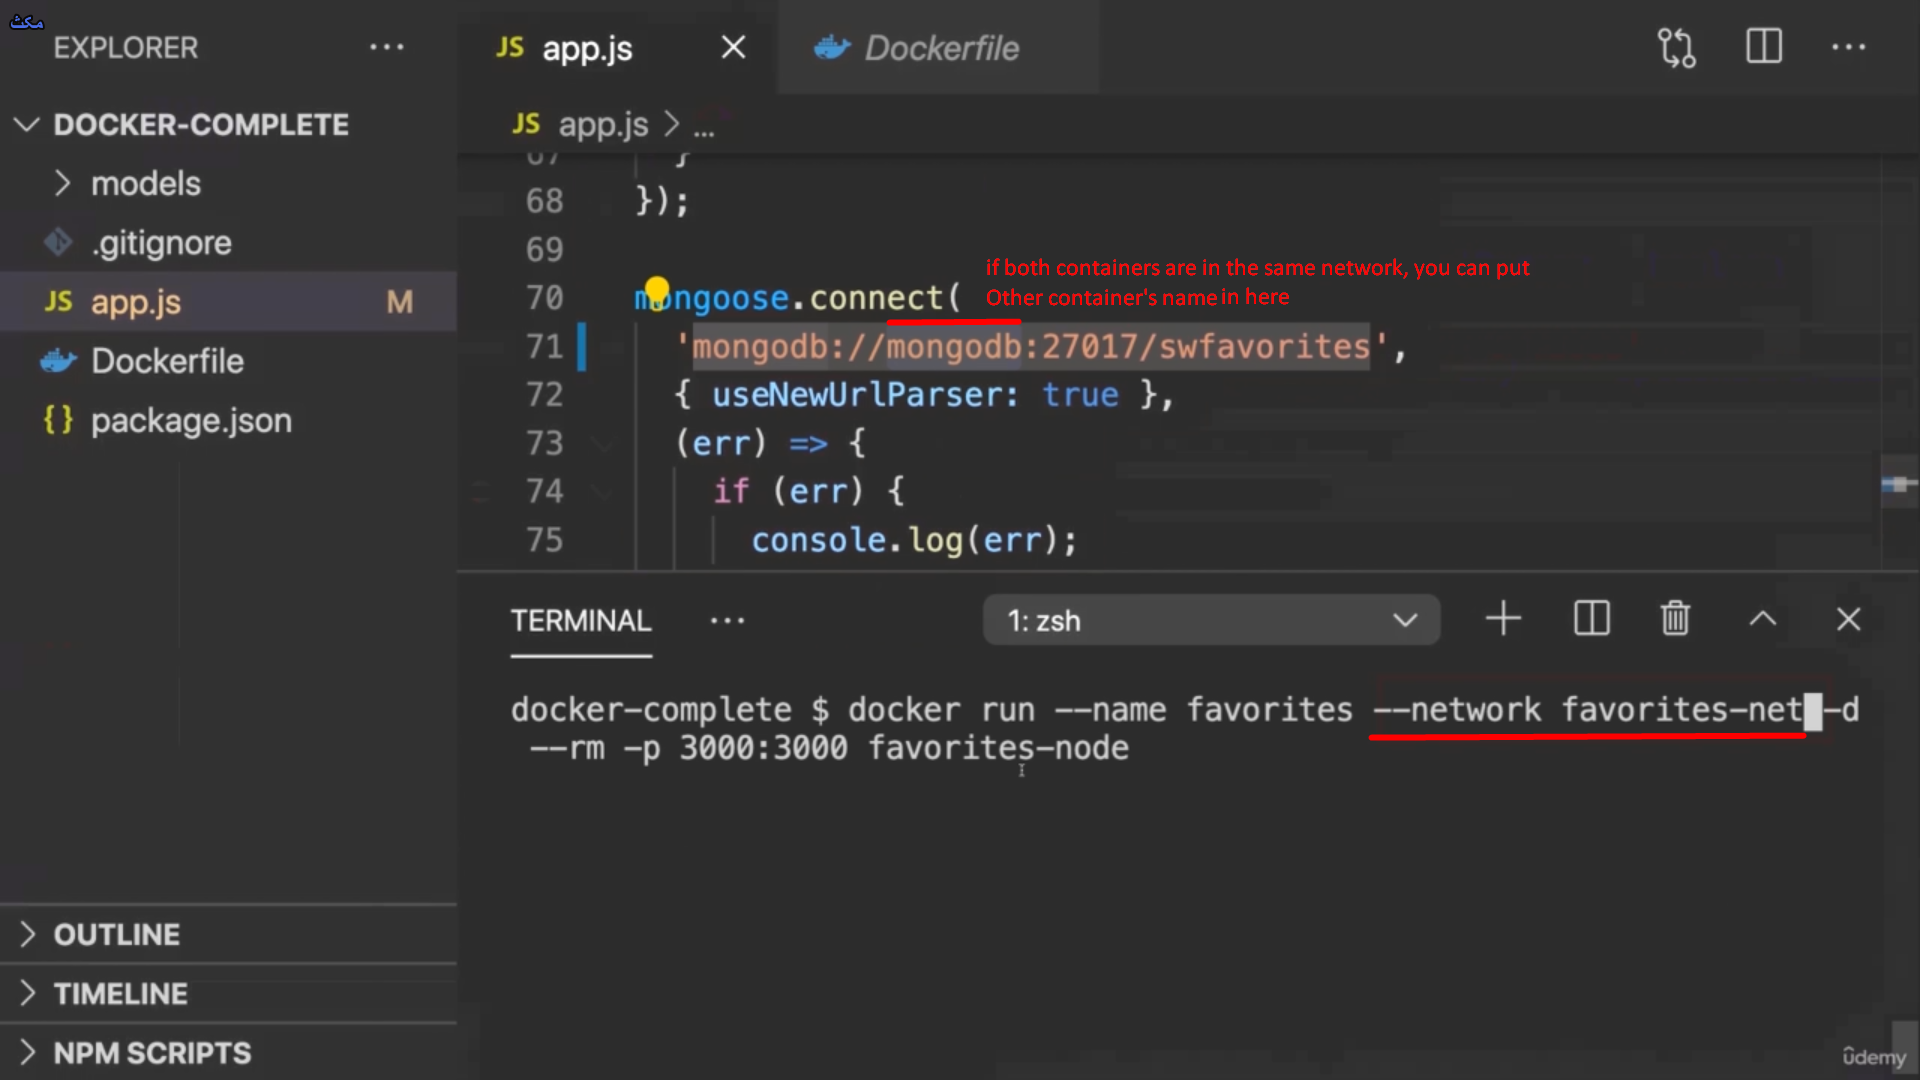 مكث
EXPLORER ...
JS app.js
Dockerfile
...
DOCKER-COMPLETE
JS app.js > ...
models
67 }
68 });
.gitignore
69
if both containers are in the same network, you can put
Other container's name in here
JS app.js M
70 mongoose.connect(
71 'mongodb://mongodb:27017/swfavorites',
Dockerfile
72 { useNewUrlParser: true },
{} package.json
73 (err) => {
74 if (err) {
75 console.log(err);
TERMINAL ... 1: zsh
docker-complete $ docker run --name favorites --network favorites-net -d
--rm -p 3000:3000 favorites-node
OUTLINE
TIMELINE
NPM SCRIPTS
ûdemy